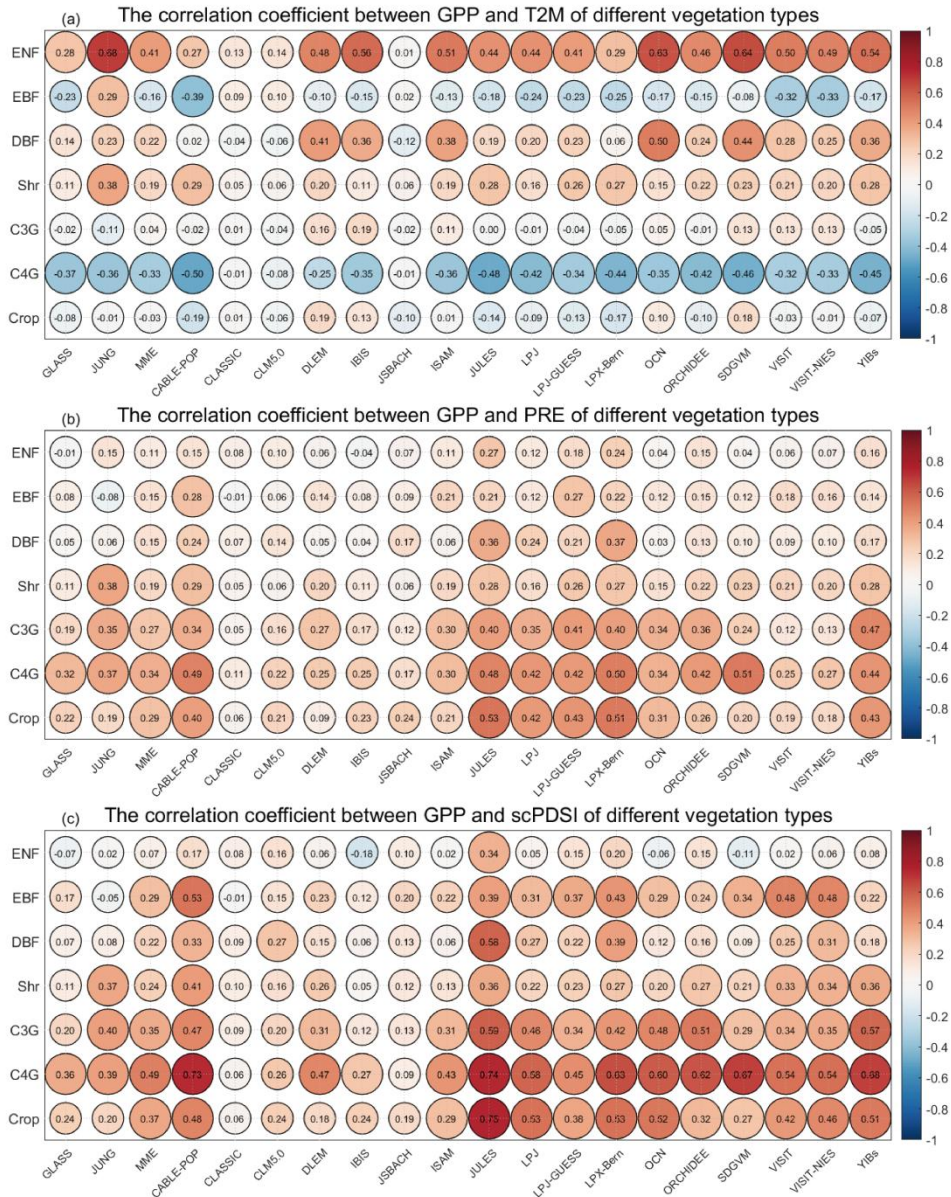 (a) The correlation coefficient between GPP and T2M of different vegetation types
ENF 0.28 0.68 0.41 0.27 0.13 0.14 0.48 0.56 0.01 0.51 0.44 0.44 0.41 0.29 0.63 0.46 0.64 0.50 0.49 0.54
EBF -0.23 0.29 -0.16 -0.39 0.09 0.10 -0.10 -0.15 0.02 -0.13 -0.18 -0.24 -0.23 -0.25 -0.17 -0.15 -0.08 -0.32 -0.33 -0.17
DBF 0.14 0.23 0.22 0.02 -0.04 -0.06 0.41 0.36 -0.12 0.38 0.19 0.20 0.23 0.06 0.50 0.24 0.44 0.28 0.25 0.36
Shr 0.11 0.38 0.19 0.29 0.05 0.06 0.20 0.11 0.06 0.19 0.28 0.16 0.26 0.27 0.15 0.22 0.23 0.21 0.20 0.28
C3G -0.02 -0.11 0.04 -0.02 0.01 -0.04 0.16 0.19 -0.02 0.11 0.00 0.01 0.02 -0.06 0.05 -0.01 0.13 0.13 0.13 -0.05
C4G -0.37 -0.36 -0.33 -0.50 -0.01 -0.08 -0.25 -0.35 -0.01 -0.36 -0.48 -0.42 -0.34 -0.44 -0.35 -0.42 -0.46 -0.32 -0.33 -0.45
Crop -0.08 -0.01 -0.03 -0.19 0.01 -0.06 0.19 0.13 -0.10 0.01 -0.14 -0.09 -0.13 -0.17 0.10 -0.10 0.18 -0.03 -0.01 -0.07
GLASS JUNG MME CABLE-POP CLASSIC CLM5.0 DLEM IBIS JSBACH ISAM JULES LPJ LPJ-GUESS LPX-Bern OCN ORCHIDEE SDGVM VISIT VISIT-NIES YIBs
1
0.8
0.6
0.4
0.2
0
-0.2
-0.4
-0.6
-0.8
-1
(b) The correlation coefficient between GPP and PRE of different vegetation types
ENF -0.01 0.15 0.11 0.15 0.08 0.10 0.06 -0.04 0.07 0.11 0.27 0.12 0.18 0.24 0.04 0.15 0.04 0.06 0.07 0.16
EBF 0.08 -0.08 0.15 0.28 -0.01 0.06 0.14 0.08 0.09 0.21 0.21 0.12 0.27 0.22 0.12 0.15 0.12 0.18 0.16 0.14
DBF 0.05 0.06 0.15 0.24 0.07 0.14 0.05 0.04 0.17 0.06 0.36 0.24 0.21 0.37 0.03 0.13 0.10 0.09 0.10 0.17
Shr 0.11 0.38 0.19 0.29 0.05 0.06 0.20 0.11 0.06 0.19 0.28 0.16 0.26 0.27 0.15 0.22 0.23 0.21 0.20 0.28
C3G 0.19 0.35 0.27 0.34 0.05 0.16 0.27 0.17 0.12 0.30 0.40 0.35 0.41 0.40 0.34 0.36 0.24 0.12 0.13 0.47
C4G 0.32 0.37 0.34 0.49 0.11 0.22 0.25 0.25 0.17 0.30 0.48 0.42 0.42 0.50 0.34 0.42 0.51 0.25 0.27 0.44
Crop 0.22 0.19 0.29 0.40 0.06 0.21 0.09 0.23 0.24 0.21 0.53 0.42 0.43 0.51 0.31 0.26 0.20 0.19 0.18 0.43
GLASS JUNG MME CABLE-POP CLASSIC CLM5.0 DLEM IBIS JSBACH ISAM JULES LPJ LPJ-GUESS LPX-Bern OCN ORCHIDEE SDGVM VISIT VISIT-NIES YIBs
1
0.8
0.6
0.4
0.2
0
-0.2
-0.4
-0.6
-0.8
-1
(c) The correlation coefficient between GPP and scPDSI of different vegetation types
ENF -0.07 0.02 0.07 0.17 0.08 0.16 0.06 -0.18 0.10 0.02 0.34 0.05 0.15 0.20 -0.06 0.15 -0.11 0.02 0.06 0.08
EBF 0.17 -0.05 0.29 0.53 -0.01 0.15 0.23 0.12 0.20 0.22 0.39 0.31 0.37 0.43 0.29 0.24 0.34 0.48 0.48 0.22
DBF 0.07 0.08 0.22 0.33 0.09 0.27 0.15 0.06 0.13 0.06 0.58 0.27 0.22 0.39 0.12 0.16 0.09 0.25 0.31 0.18
Shr 0.11 0.37 0.24 0.41 0.10 0.16 0.26 0.06 0.12 0.13 0.36 0.22 0.23 0.27 0.20 0.27 0.21 0.33 0.34 0.36
C3G 0.20 0.40 0.35 0.47 0.09 0.20 0.31 0.12 0.13 0.31 0.59 0.46 0.34 0.42 0.48 0.51 0.29 0.34 0.35 0.57
C4G 0.36 0.39 0.49 0.73 0.06 0.26 0.47 0.27 0.09 0.43 0.74 0.58 0.45 0.63 0.60 0.62 0.67 0.54 0.54 0.68
Crop 0.24 0.20 0.37 0.48 0.06 0.24 0.18 0.24 0.19 0.29 0.75 0.53 0.38 0.53 0.52 0.32 0.27 0.42 0.46 0.51
GLASS JUNG MME CABLE-POP CLASSIC CLM5.0 DLEM IBIS JSBACH ISAM JULES LPJ LPJ-GUESS LPX-Bern OCN ORCHIDEE SDGVM VISIT VISIT-NIES YIBs
1
0.8
0.6
0.4
0.2
0
-0.2
-0.4
-0.6
-0.8
-1